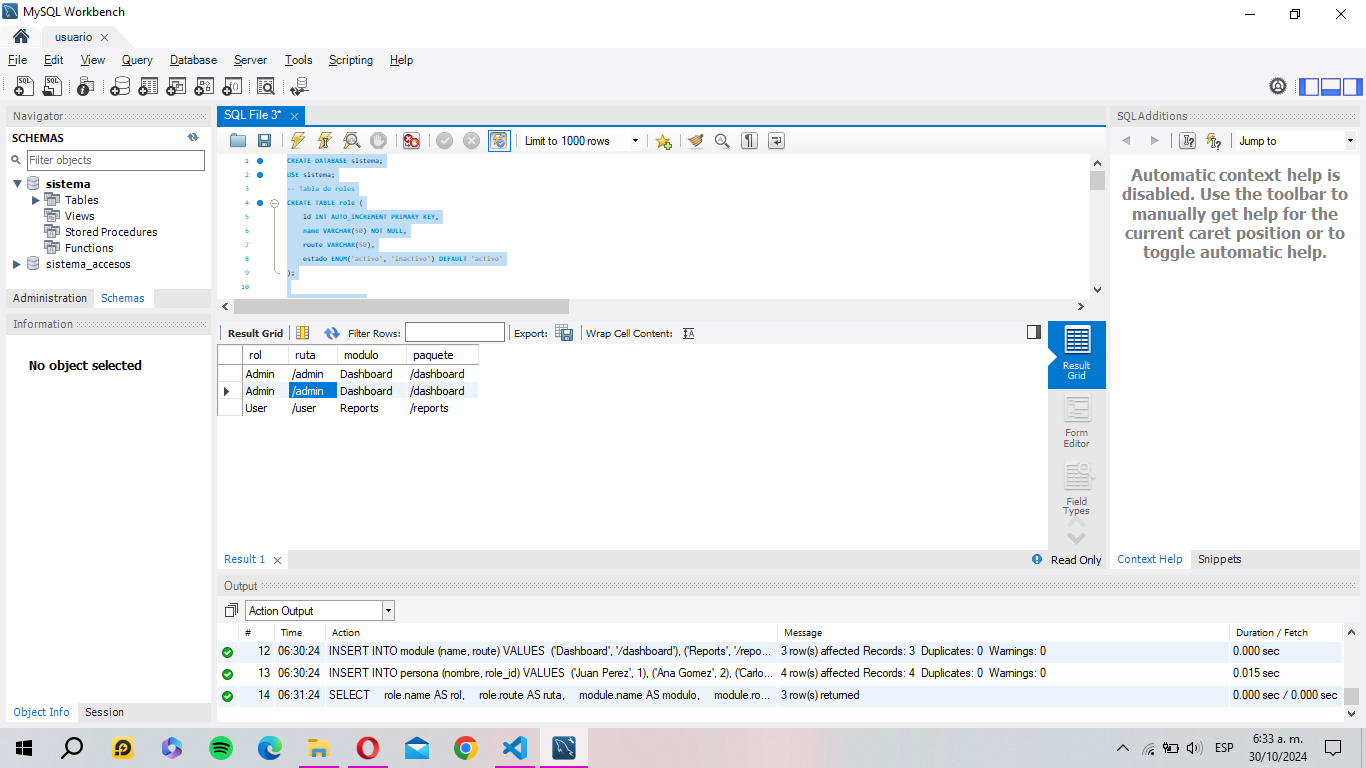 MySQL Workbench
usuario
File Edit View Query Database Server Tools Scripting Help
Navigator
SCHEMAS
Filter objects
sistema
Tables
Views
Stored Procedures
Functions
sistema_accesos
Administration Schemas
Information
No object selected
Object Info Session
SQL File 3*
Limit to 1000 rows
1 CREATE DATABASE sistema;
2 USE sistema;
3 -- Tabla de roles
4 CREATE TABLE role (
5 id INT AUTO_INCREMENT PRIMARY KEY,
6 name VARCHAR(50) NOT NULL,
7 route VARCHAR(50),
8 estado ENUM('activo', 'inactivo') DEFAULT 'activo'
9 );
10
Result Grid Filter Rows: Export: Wrap Cell Content:
rol ruta modulo paquete
Admin /admin Dashboard /dashboard
Admin /admin Dashboard /dashboard
User /user Reports /reports
Result Grid
Form Editor
Field Types
Result 1
Read Only
SQL Additions
Jump to
Automatic context help is
disabled. Use the toolbar to
manually get help for the
current caret position or to
toggle automatic help.
Context Help Snippets
Output
Action Output
# Time Action Message Duration / Fetch
12 06:30:24 INSERT INTO module (name, route) VALUES ('Dashboard', '/dashboard'), ('Reports', '/repo... 3 row(s) affected Records: 3 Duplicates: 0 Warnings: 0 0.000 sec
13 06:30:24 INSERT INTO persona (nombre, role_id) VALUES ('Juan Perez', 1), ('Ana Gomez', 2), ('Carlo... 4 row(s) affected Records: 4 Duplicates: 0 Warnings: 0 0.015 sec
14 06:31:24 SELECT role.name AS rol, role.route AS ruta, module.name AS modulo, module.ro... 3 row(s) returned 0.000 sec / 0.000 sec
ESP
6:33 a. m.
30/10/2024